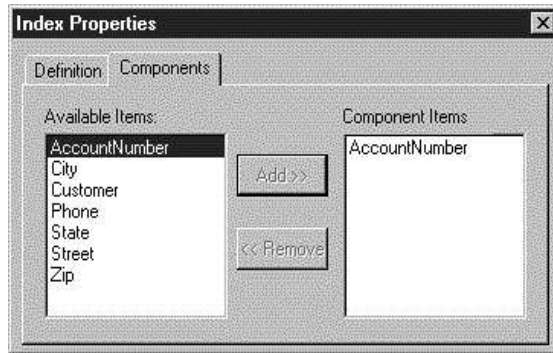 Index Properties
Definition
Components
Available Items:
Component Items
AccountNumber
City
Customer
Phone
State
Street
Zip
Add >>
<< Remove
AccountNumber